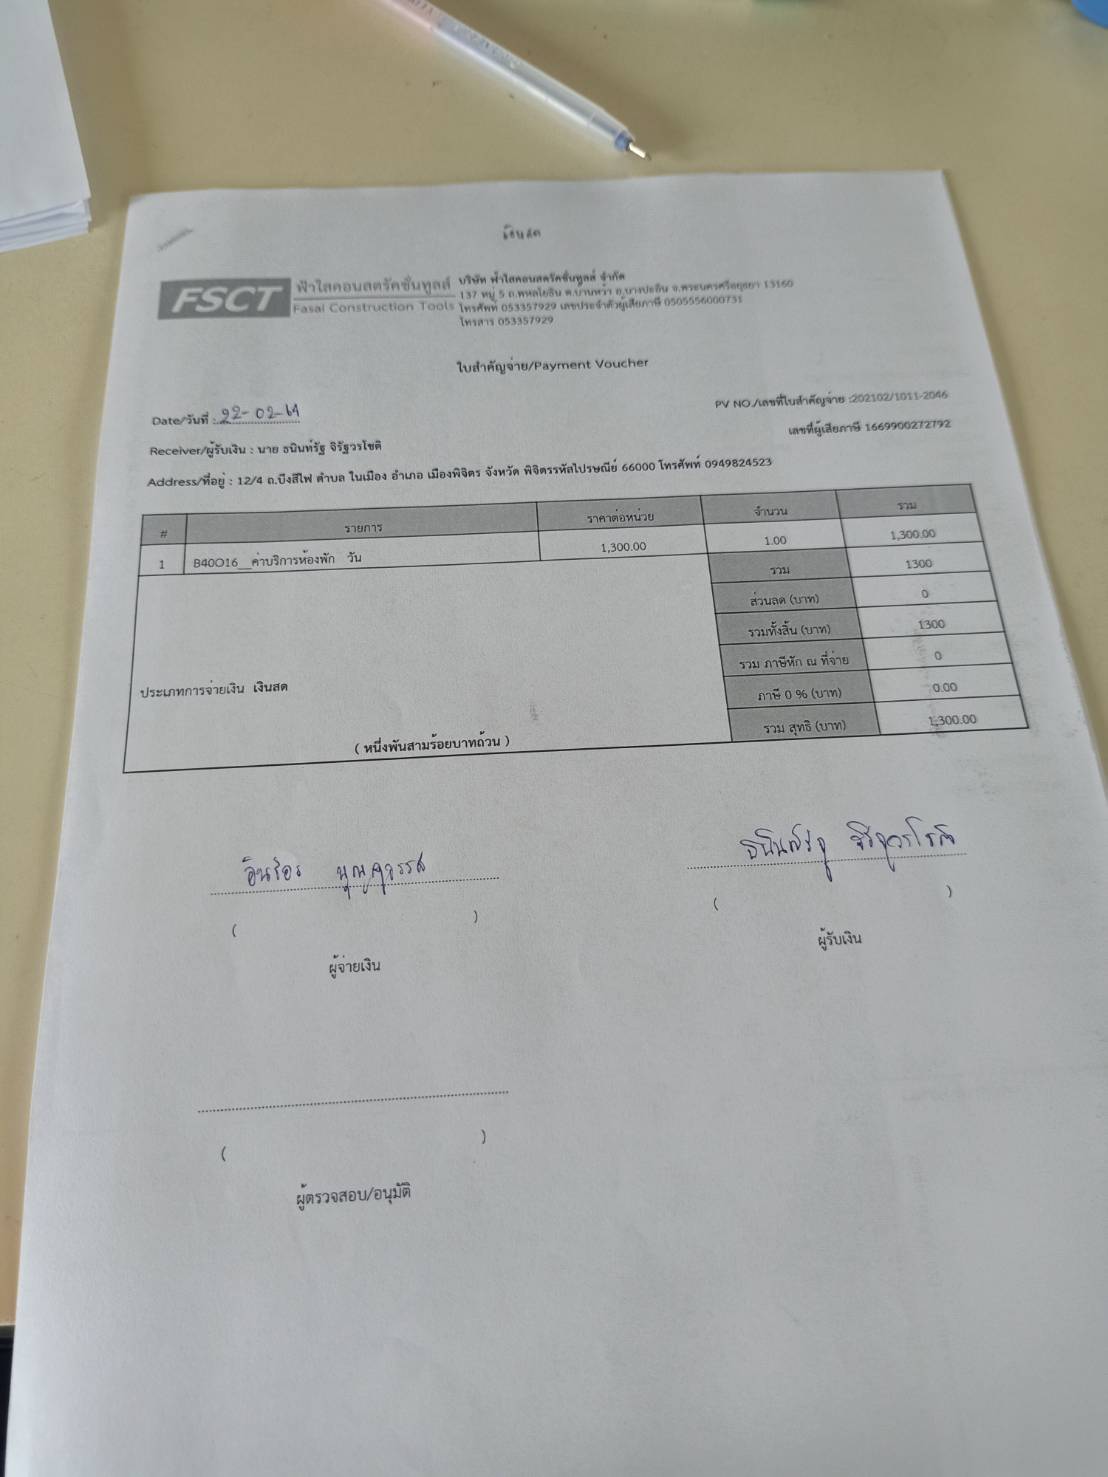 เงินสด
FSCT ฟ้าใสคอนสตรัคชั่นทูลส์
Fasai Construction Tools
บริษัท ฟ้าใสคอนสตรัคชั่นทูลส์ จำกัด
137 หมู่ 5 ถ.พหลโยธิน ต.บ้านหว้า อ.บางปะอิน จ.พระนครศรีอยุธยา 13160
โทรศัพท์ 053357929 เลขประจำตัวผู้เสียภาษี 0505556000731
โทรสาร 053357929
ใบสำคัญจ่าย/Payment Voucher
Date/วันที่ : 22-02-64
PV NO./เลขที่ใบสำคัญจ่าย :202102/1011-2046
Receiver/ผู้รับเงิน : นาย ธนินท์รัฐ จิรัฐวรโชติ
เลขที่ผู้เสียภาษี 1669900272792
Address/ที่อยู่ : 12/4 ถ.บึงสีไฟ ตำบล ในเมือง อำเภอ เมืองพิจิตร จังหวัด พิจิตรรหัสไปรษณีย์ 66000 โทรศัพท์ 0949824523
# รายการ ราคาต่อหน่วย จำนวน รวม
1 B40016__ค่าบริการห้องพัก วัน 1,300.00 1.00 1,300.00
รวม 1300
ส่วนลด (บาท) 0
รวมทั้งสิ้น (บาท) 1300
รวม ภาษีหัก ณ ที่จ่าย 0
ประเภทการจ่ายเงิน เงินสด
ภาษี 0 % (บาท) 0.00
( หนึ่งพันสามร้อยบาทถ้วน )
รวม สุทธิ (บาท) 1,300.00
ธนินท์รัฐ จิรัฐวรโชติ
( )
( )
ผู้จ่ายเงิน
ผู้รับเงิน
( )
ผู้ตรวจสอบ/อนุมัติ